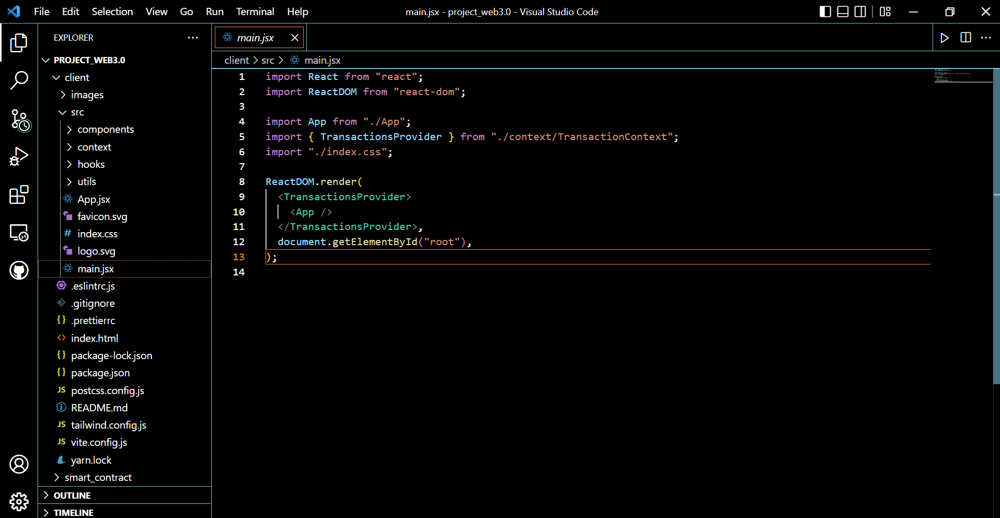 File Edit Selection View Go Run Terminal Help
main.jsx - project_web3.0 - Visual Studio Code
EXPLORER
PROJECT_WEB3.0
client
images
src
components
context
hooks
utils
App.jsx
favicon.svg
# index.css
logo.svg
main.jsx
.eslintrc.js
.gitignore
{} .prettierrc
<> index.html
{} package-lock.json
{} package.json
JS postcss.config.js
README.md
JS tailwind.config.js
JS vite.config.js
yarn.lock
smart_contract
OUTLINE
TIMELINE
main.jsx
client > src > main.jsx
1 import React from "react";
2 import ReactDOM from "react-dom";
3
4 import App from "./App";
5 import { TransactionsProvider } from "./context/TransactionContext";
6 import "./index.css";
7
8 ReactDOM.render(
9 <TransactionsProvider>
10 <App />
11 </TransactionsProvider>,
12 document.getElementById("root"),
13 );
14